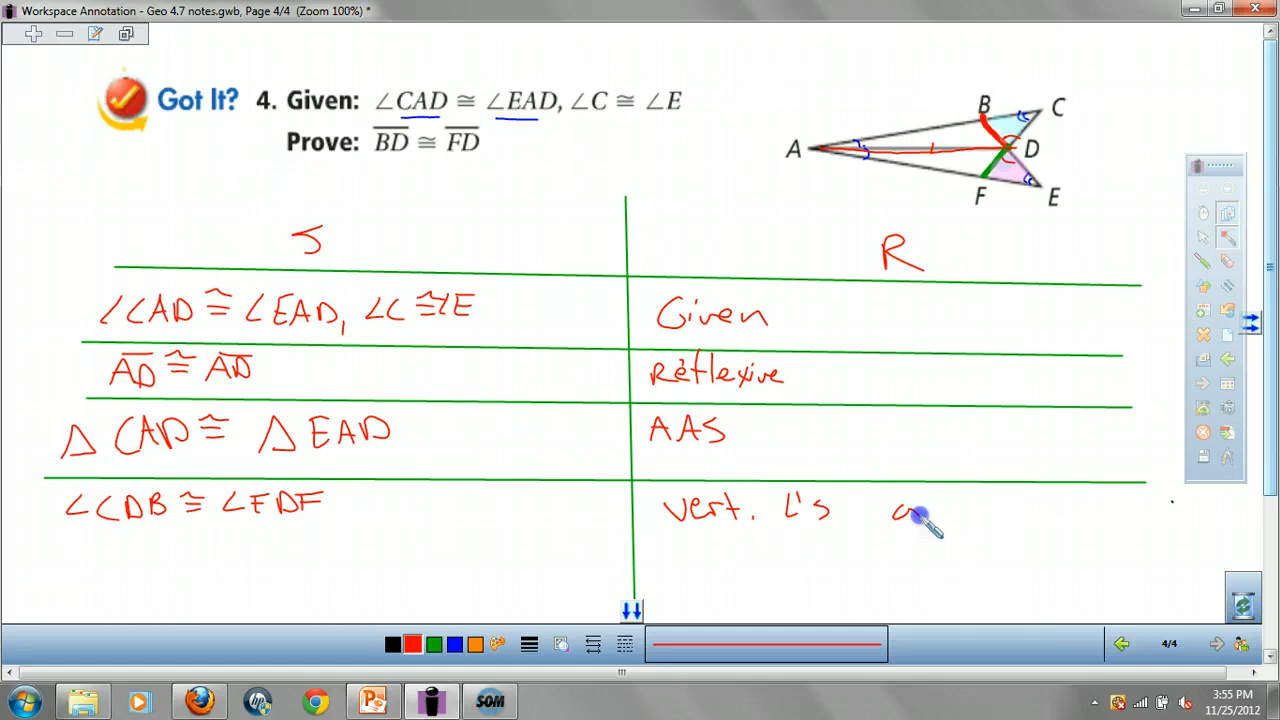 Workspace Annotation - Geo 4.7 notes.gwb, Page 4/4 (Zoom 100%) *
Got It? 4. Given: ∠CAD ≅ ∠EAD, ∠C ≅ ∠E
Prove: BD ≅ FD
B C
A D
F E
S R
∠CAD ≅ ∠EAD, ∠C ≅ ∠E Given
AD ≅ AD Reflexive
Δ CAD ≅ Δ EAD AAS
∠CDB ≅ ∠EDF vert. ∠'s
4/4
SOM
3:55 PM
11/25/2012